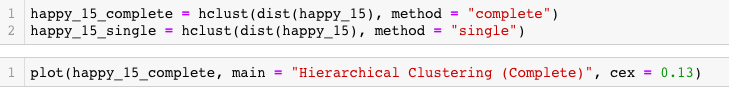 1 happy_15_complete = hclust(dist(happy_15), method = "complete")
2 happy_15_single = hclust(dist(happy_15), method = "single")
1 plot(happy_15_complete, main = "Hierarchical Clustering (Complete)", cex = 0.13)